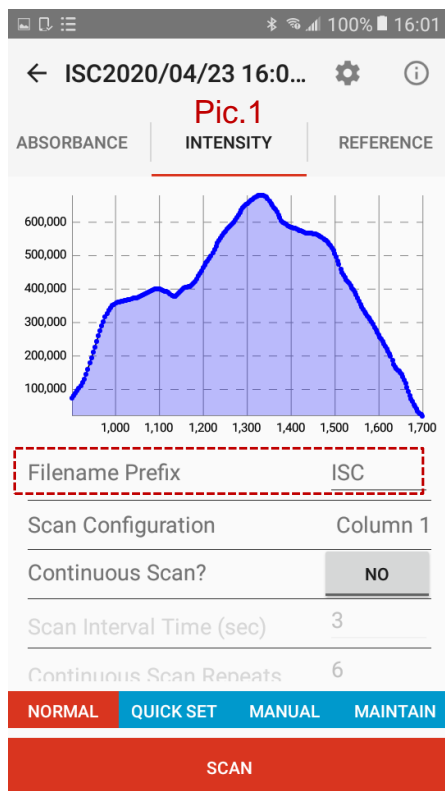 100% 16:01
ISC2020/04/23 16:0...
Pic.1
ABSORBANCE INTENSITY REFERENCE
600,000
500,000
400,000
300,000
200,000
100,000
1,000 1,100 1,200 1,300 1,400 1,500 1,600 1,700
Filename Prefix ISC
Scan Configuration Column 1
Continuous Scan? NO
Scan Interval Time (sec) 3
Continuous Scan Repeats 6
NORMAL QUICK SET MANUAL MAINTAIN
SCAN